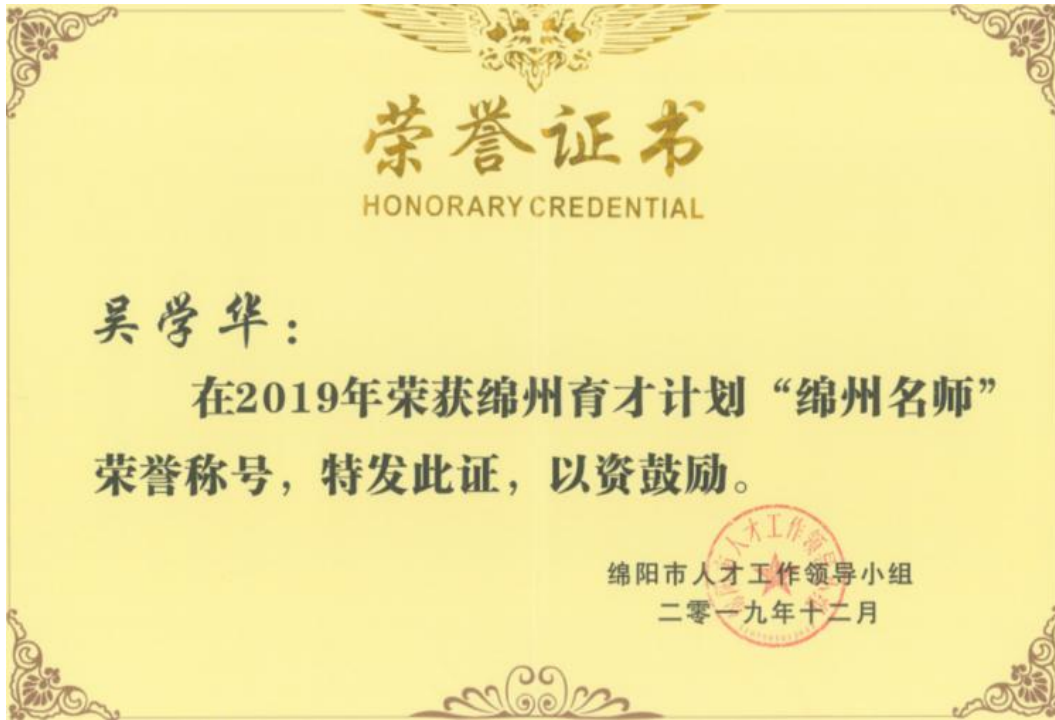 荣誉证书
HONORARY CREDENTIAL
吴学华：
在2019年荣获绵州育才计划“绵州名师”
荣誉称号，特发此证，以资鼓励。
绵阳市人才工作领导小组
二零一九年十二月